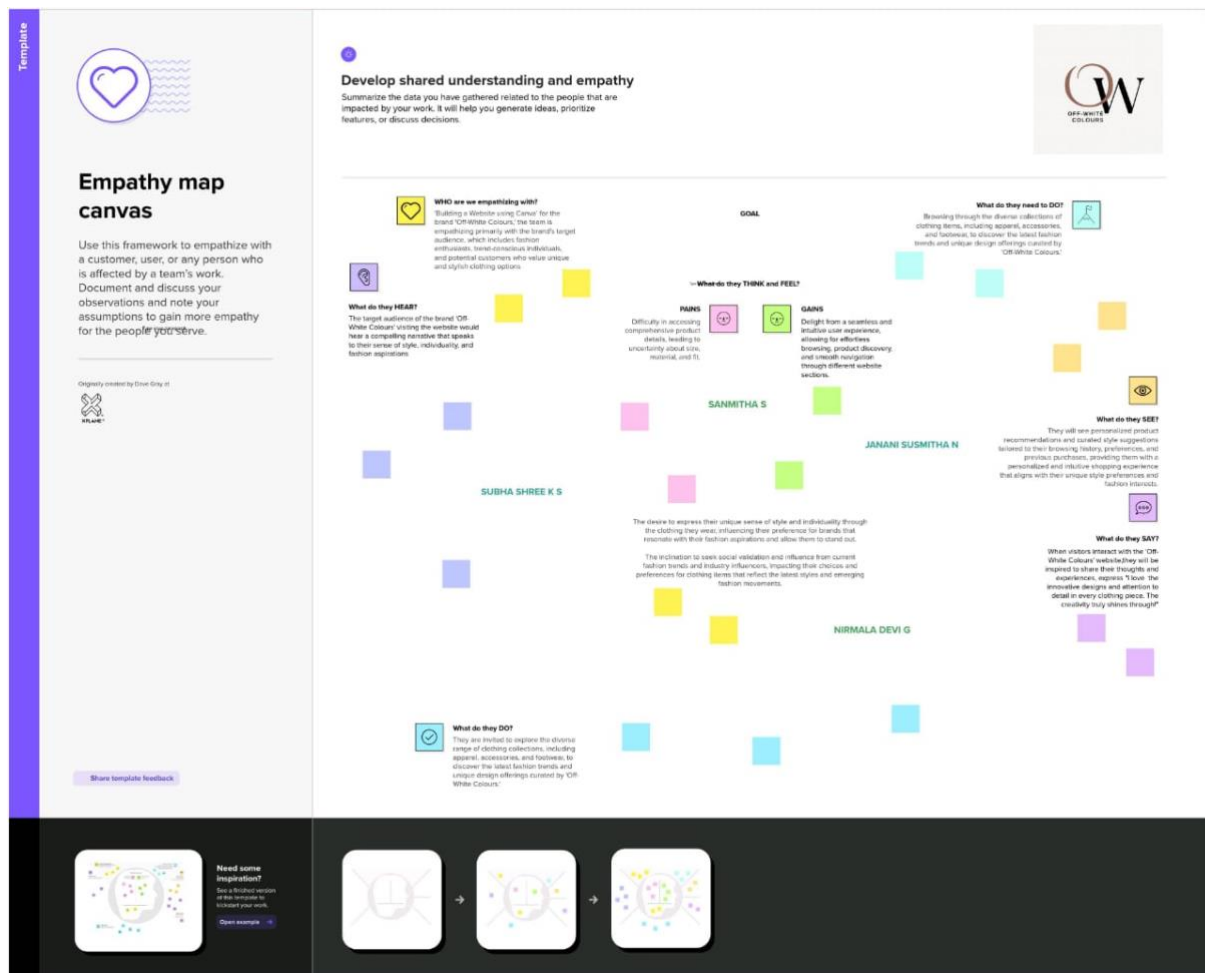 Template
Empathy map
canvas
Use this framework to empathize with
a customer, user, or any person who
is affected by a team's work.
Document and discuss your
observations and note your
assumptions to gain more empathy
for the people you serve.
Originally created by Dave Gray at
XPLANE
Share template feedback
Develop shared understanding and empathy
Summarize the data you have gathered related to the people that are
impacted by your work. It will help you generate ideas, prioritize
features, or discuss decisions.
OW
OFF-WHITE
COLOURS
WHO are we empathizing with?
'Building a Website using Canva' for the
brand 'Off-White Colours,' the team is
empathizing primarily with the brand's target
audience, which includes fashion
enthusiasts, trend-conscious individuals,
and potential customers who value unique
and stylish clothing options
GOAL
What do they need to DO?
Browsing through the diverse collections of
clothing items, including apparel, accessories,
and footwear, to discover the latest fashion
trends and unique design offerings curated by
'Off-White Colours.'
What do they HEAR?
The target audience of the brand 'Off-
White Colours' visiting the website would
hear a compelling narrative that speaks
to their sense of style, individuality, and
fashion aspirations
What do they THINK and FEEL?
PAINS
Difficulty in accessing
comprehensive product
details, leading to
uncertainty about size,
material, and fit.
GAINS
Delight from a seamless and
intuitive user experience,
allowing for effortless
browsing, product discovery,
and smooth navigation
through different website
sections.
SANMITHA S
JANANI SUSMITHA N
SUBHA SHREE K S
What do they SEE?
They will see personalized product
recommendations and curated style suggestions
tailored to their browsing history, preferences, and
previous purchases, providing them with a
personalized and intuitive shopping experience
that aligns with their unique style preferences and
fashion interests.
The desire to express their unique sense of style and individuality through
the clothing they wear, influencing their preference for brands that
resonate with their fashion aspirations and allow them to stand out.
The inclination to seek social validation and influence from current
fashion trends and industry influencers, impacting their choices and
preferences for clothing items that reflect the latest styles and emerging
fashion movements.
What do they SAY?
When visitors interact with the 'Off-
White Colours' website,they will be
inspired to share their thoughts and
experiences, express "I love the
innovative designs and attention to
detail in every clothing piece. The
creativity truly shines through!"
NIRMALA DEVI G
What do they DO?
They are invited to explore the diverse
range of clothing collections, including
apparel, accessories, and footwear, to
discover the latest fashion trends and
unique design offerings curated by 'Off-
White Colours.'
Need some
inspiration?
See a finished version
of this template to
kickstart your work.
Open example